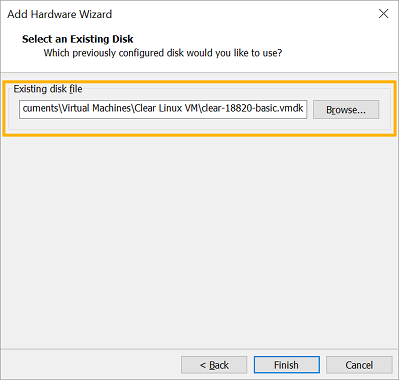 Add Hardware Wizard
Select an Existing Disk
Which previously configured disk would you like to use?
Existing disk file
cuments\Virtual Machines\Clear Linux VM\clear-18820-basic.vmdk
Browse...
< Back
Finish
Cancel